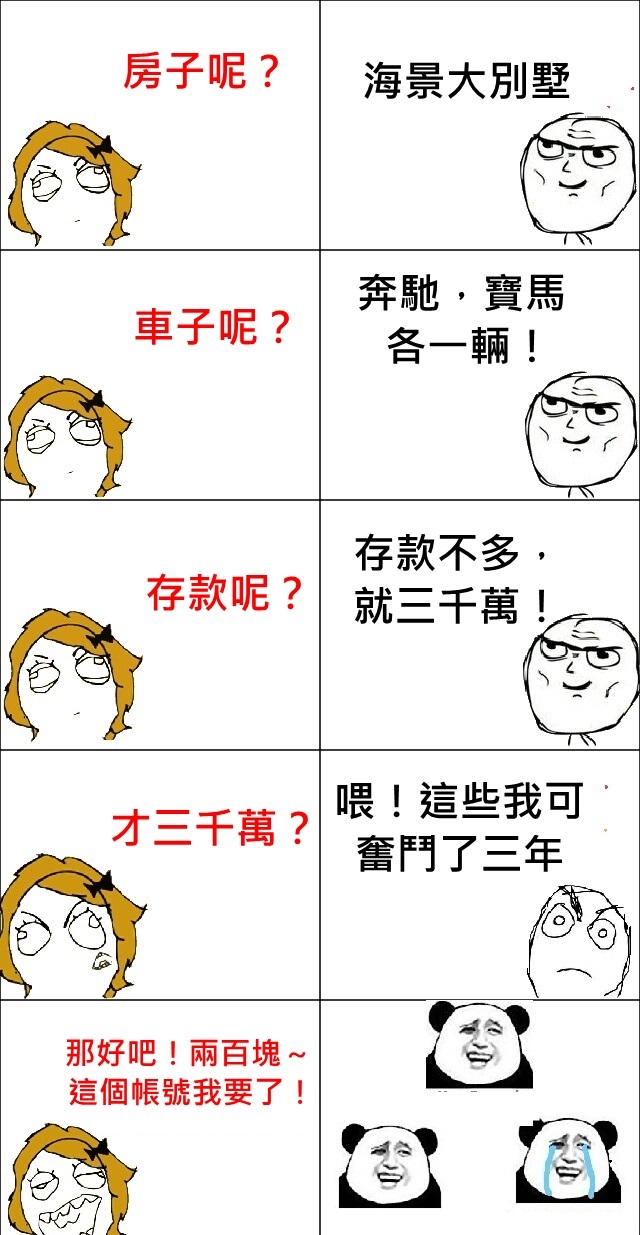 房子呢？
海景大別墅
車子呢？
奔馳，寶馬
各一輛！
存款呢？
存款不多，
就三千萬！
才三千萬？
喂！這些我可
奮鬥了三年
那好吧！兩百塊～
這個帳號我要了！